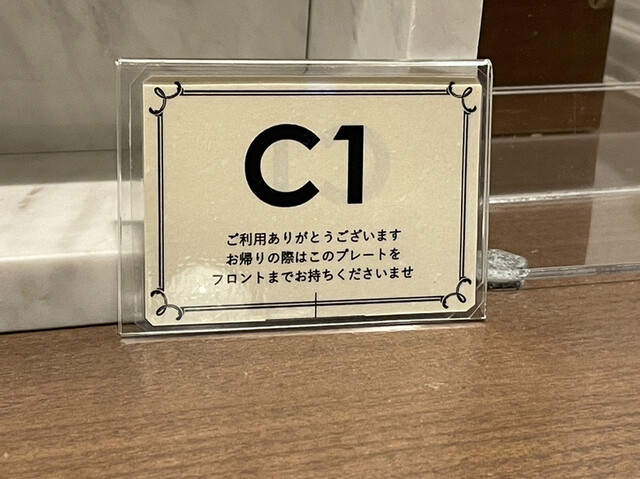 C1
ご利用ありがとうございます
お帰りの際はこのプレートを
フロントまでお持ちくださいませ